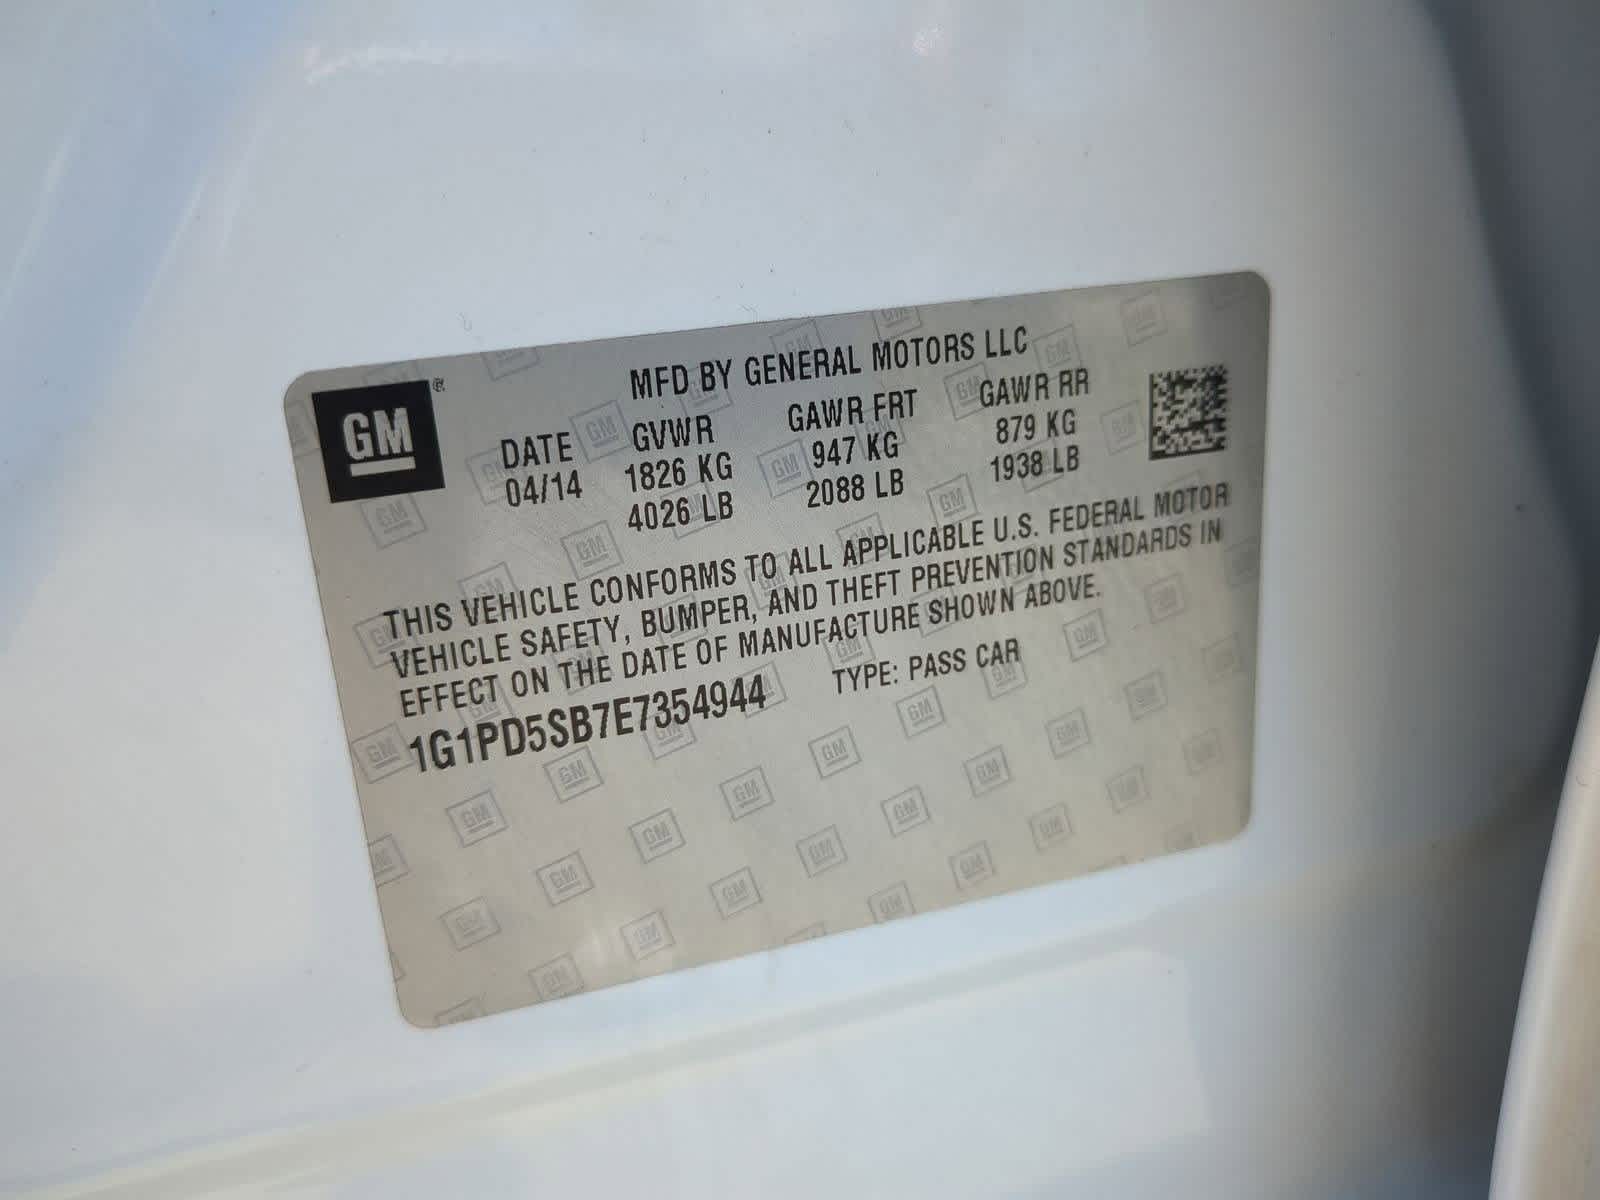 GM
MFD BY GENERAL MOTORS LLC
DATE GVWR GAWR FRT GAWR RR
04/14 1826 KG 947 KG 879 KG
4026 LB 2088 LB 1938 LB
THIS VEHICLE CONFORMS TO ALL APPLICABLE U.S. FEDERAL MOTOR
VEHICLE SAFETY, BUMPER, AND THEFT PREVENTION STANDARDS IN
EFFECT ON THE DATE OF MANUFACTURE SHOWN ABOVE.
1G1PD5SB7E7354944 TYPE: PASS CAR